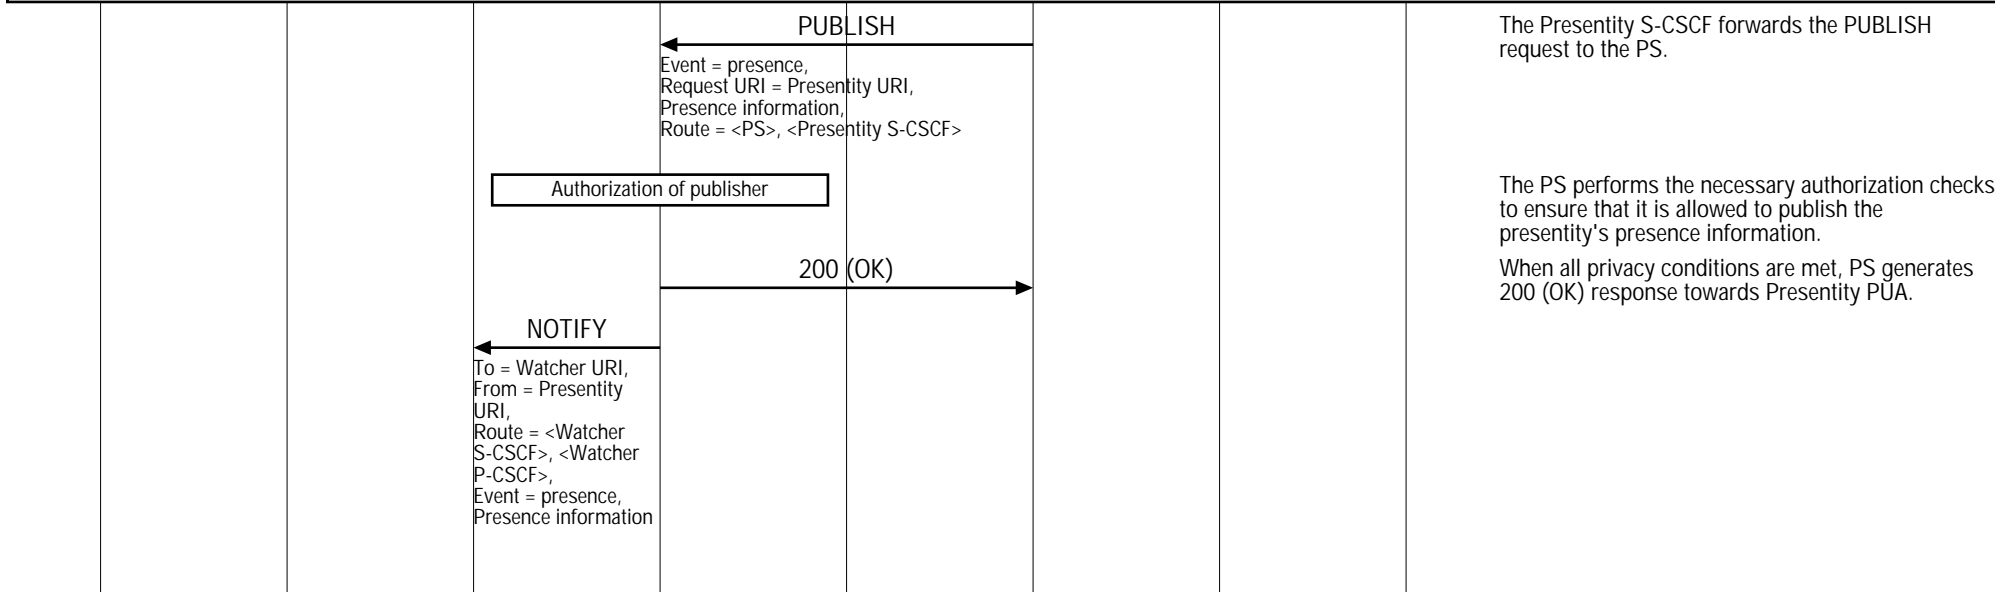 PUBLISH
Event = presence,
Request URI = Presentity URI,
Presence information,
Route = <PS>, <Presentity S-CSCF>
The Presentity S-CSCF forwards the PUBLISH
request to the PS.
Authorization of publisher
The PS performs the necessary authorization checks
to ensure that it is allowed to publish the
presentity's presence information.
200 (OK)
When all privacy conditions are met, PS generates
200 (OK) response towards Presentity PUA.
NOTIFY
To = Watcher URI,
From = Presentity
URI,
Route = <Watcher
S-CSCF>, <Watcher
P-CSCF>,
Event = presence,
Presence information